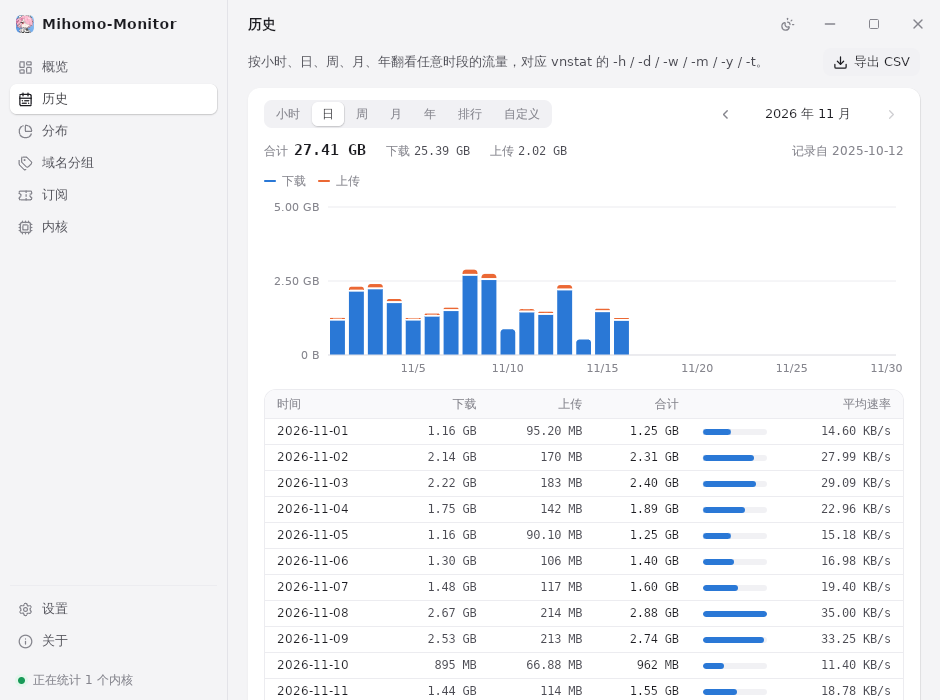 Mihomo-Monitor
概览
历史
分布
域名分组
订阅
内核
设置
关于
正在统计 1 个内核
历史
按小时、日、周、月、年翻看任意时段的流量，对应 vnstat 的 -h / -d / -w / -m / -y / -t。
导出 CSV
小时 日 周 月 年 排行 自定义
2026 年 11 月
合计 27.41 GB 下载 25.39 GB 上传 2.02 GB
记录自 2025-10-12
下载 上传
5.00 GB
2.50 GB
0 B
11/5 11/10 11/15 11/20 11/25 11/30
时间 下载 上传 合计 平均速率
2026-11-01 1.16 GB 95.20 MB 1.25 GB 14.60 KB/s
2026-11-02 2.14 GB 170 MB 2.31 GB 27.99 KB/s
2026-11-03 2.22 GB 183 MB 2.40 GB 29.09 KB/s
2026-11-04 1.75 GB 142 MB 1.89 GB 22.96 KB/s
2026-11-05 1.16 GB 90.10 MB 1.25 GB 15.18 KB/s
2026-11-06 1.30 GB 106 MB 1.40 GB 16.98 KB/s
2026-11-07 1.48 GB 117 MB 1.60 GB 19.40 KB/s
2026-11-08 2.67 GB 214 MB 2.88 GB 35.00 KB/s
2026-11-09 2.53 GB 213 MB 2.74 GB 33.25 KB/s
2026-11-10 895 MB 66.88 MB 962 MB 11.40 KB/s
2026-11-11 1.44 GB 114 MB 1.55 GB 18.78 KB/s